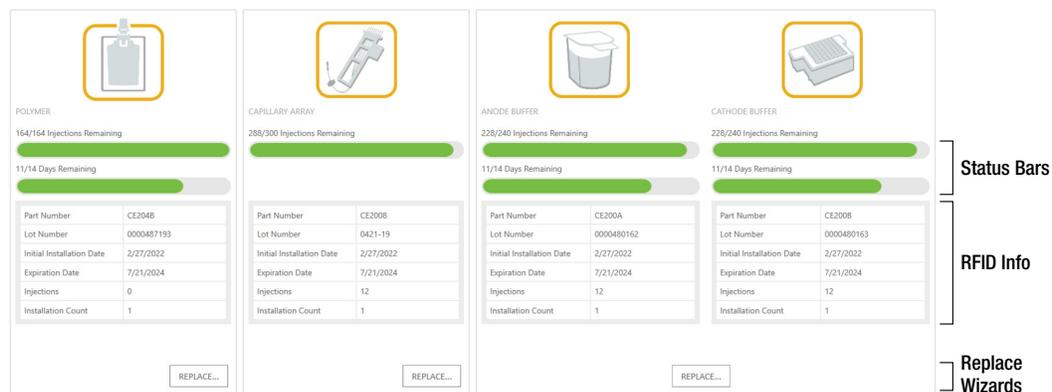 POLYMER
164/164 Injections Remaining
11/14 Days Remaining
Part Number CE204B
Lot Number 0000487193
Initial Installation Date 2/27/2022
Expiration Date 7/21/2024
Injections 0
Installation Count 1
REPLACE...
CAPILLARY ARRAY
288/300 Injections Remaining
Part Number CE2008
Lot Number 0421-19
Initial Installation Date 2/27/2022
Expiration Date 7/21/2024
Injections 12
Installation Count 1
REPLACE...
ANODE BUFFER
228/240 Injections Remaining
11/14 Days Remaining
Part Number CE200A
Lot Number 0000480162
Initial Installation Date 2/27/2022
Expiration Date 7/21/2024
Injections 12
Installation Count 1
CATHODE BUFFER
228/240 Injections Remaining
11/14 Days Remaining
Part Number CE200B
Lot Number 0000480163
Initial Installation Date 2/27/2022
Expiration Date 7/21/2024
Injections 12
Installation Count 1
REPLACE...
Status Bars
RFID Info
Replace
Wizards